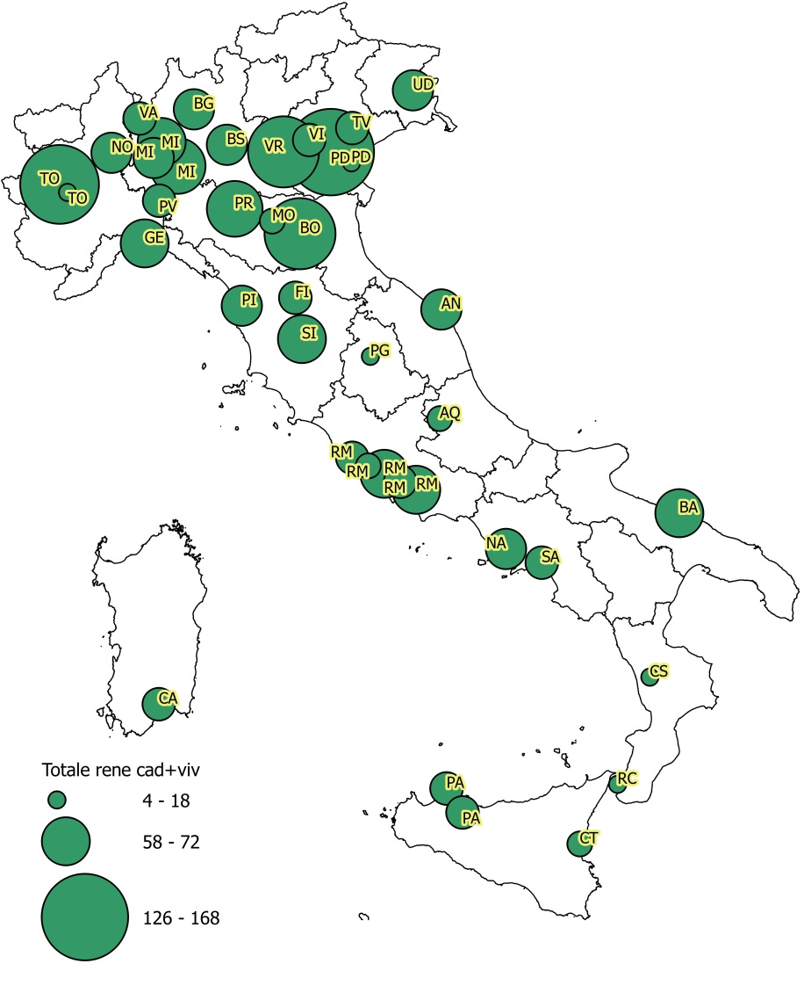 UD
BG
VA
TV
VI
BS
MI
NO
VR
MI
PD
PD
MI
TO
TO
PR
PV
MO
BO
GE
FI
PI
AN
SI
PG
AQ
RM
RM
RM
RM
RM
BA
NA
SA
CS
CA
RC
PA
PA
CT
Totale rene cad+viv
4 - 18
58 - 72
126 - 168